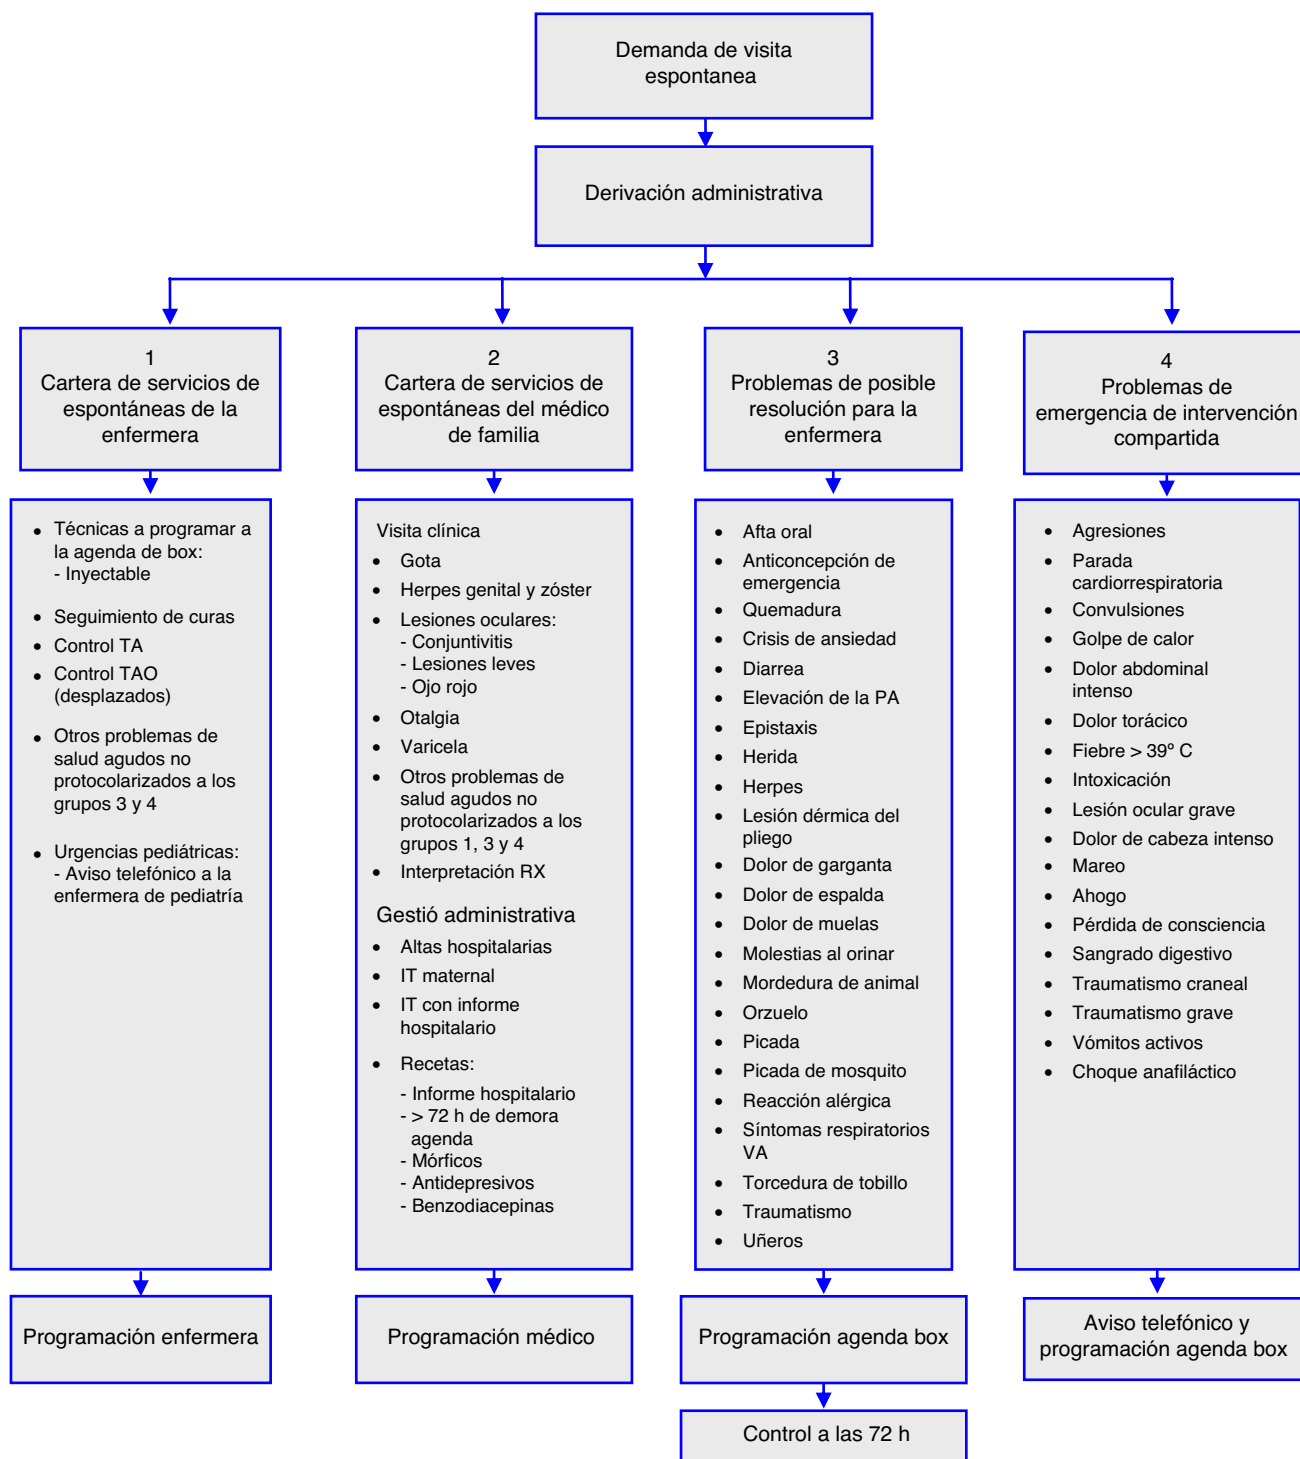 Demanda de visita
espontanea
Derivación administrativa
1
Cartera de servicios de
espontáneas de la
enfermera
2
Cartera de servicios de
espontáneas del médico
de familia
3
Problemas de posible
resolución para la
enfermera
4
Problemas de
emergencia de intervención
compartida
• Técnicas a programar a
la agenda de box:
- Inyectable
• Seguimiento de curas
• Control TA
• Control TAO
(desplazados)
• Otros problemas de
salud agudos no
protocolarizados a los
grupos 3 y 4
• Urgencias pediátricas:
- Aviso telefónico a la
enfermera de pediatría
Visita clínica
• Gota
• Herpes genital y zóster
• Lesiones oculares:
- Conjuntivitis
- Lesiones leves
- Ojo rojo
• Otalgia
• Varicela
• Otros problemas de
salud agudos no
protocolarizados a los
grupos 1, 3 y 4
• Interpretación RX
Gestió administrativa
• Altas hospitalarias
• IT maternal
• IT con informe
hospitalario
• Recetas:
- Informe hospitalario
- > 72 h de demora
agenda
- Mórficos
- Antidepresivos
- Benzodiacepinas
• Afta oral
• Anticoncepción de
emergencia
• Quemadura
• Crisis de ansiedad
• Diarrea
• Elevación de la PA
• Epistaxis
• Herida
• Herpes
• Lesión dérmica del
pliego
• Dolor de garganta
• Dolor de espalda
• Dolor de muelas
• Molestias al orinar
• Mordedura de animal
• Orzuelo
• Picada
• Picada de mosquito
• Reacción alérgica
• Síntomas respiratorios
VA
• Torcedura de tobillo
• Traumatismo
• Uñeros
• Agresiones
• Parada
cardiorrespiratoria
• Convulsiones
• Golpe de calor
• Dolor abdominal
intenso
• Dolor torácico
• Fiebre > 39º C
• Intoxicación
• Lesión ocular grave
• Dolor de cabeza intenso
• Mareo
• Ahogo
• Pérdida de consciencia
• Sangrado digestivo
• Traumatismo craneal
• Traumatismo grave
• Vómitos activos
• Choque anafiláctico
Programación enfermera
Programación médico
Programación agenda box
Aviso telefónico y
programación agenda box
Control a las 72 h